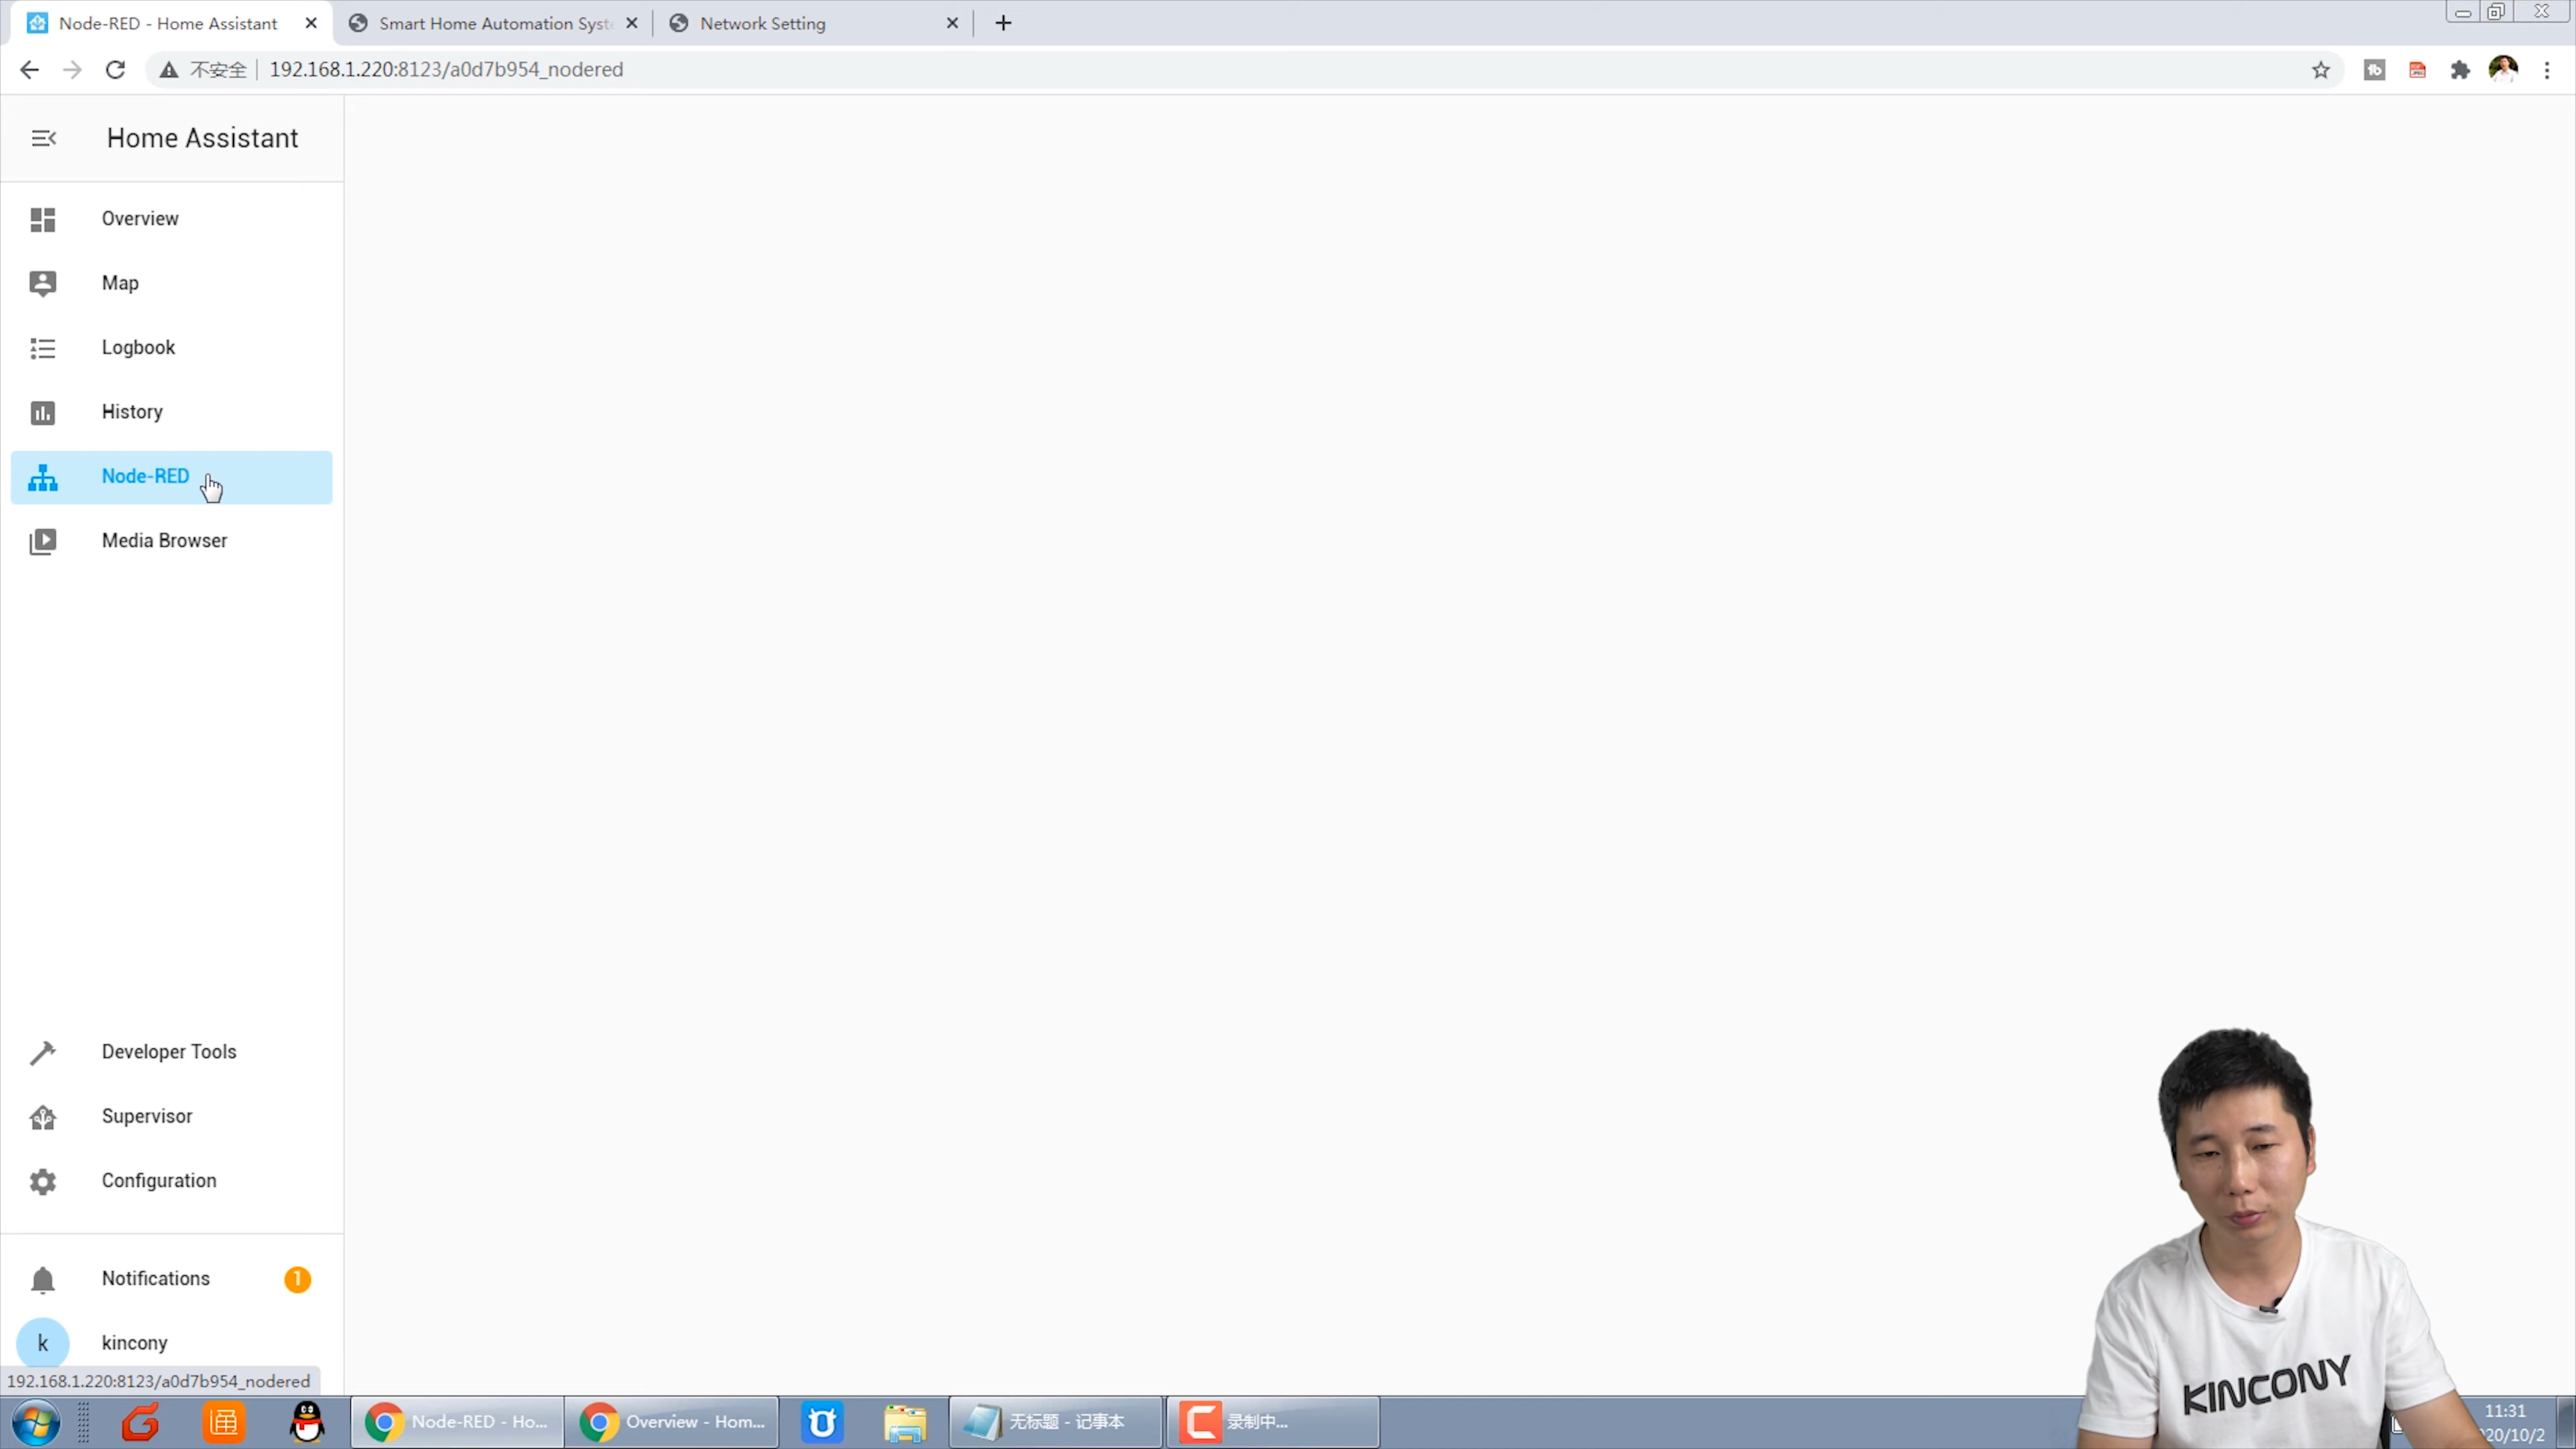 Node-RED - Home Assistant
Smart Home Automation Syst
Network Setting
不安全
192.168.1.220:8123/a0d7b954_nodered
Home Assistant
Overview
Map
Logbook
History
Node-RED
Media Browser
Developer Tools
Supervisor
Configuration
Notifications
1
k
kincony
192.168.1.220:8123/a0d7b954_nodered
Node-RED - Ho...
Overview - Hom...
无标题 - 记事本
录制中...
11:31
20/10/2
KINCONY